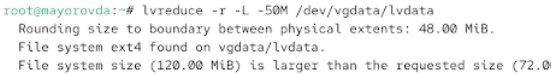 root@mayorovda:~# lvreduce -r -L -50M /dev/vgdata/lvdata
Rounding size to boundary between physical extents: 48.00 MiB.
File system ext4 found on vgdata/lvdata.
File system size (120.00 MiB) is larger than the requested size (72.0